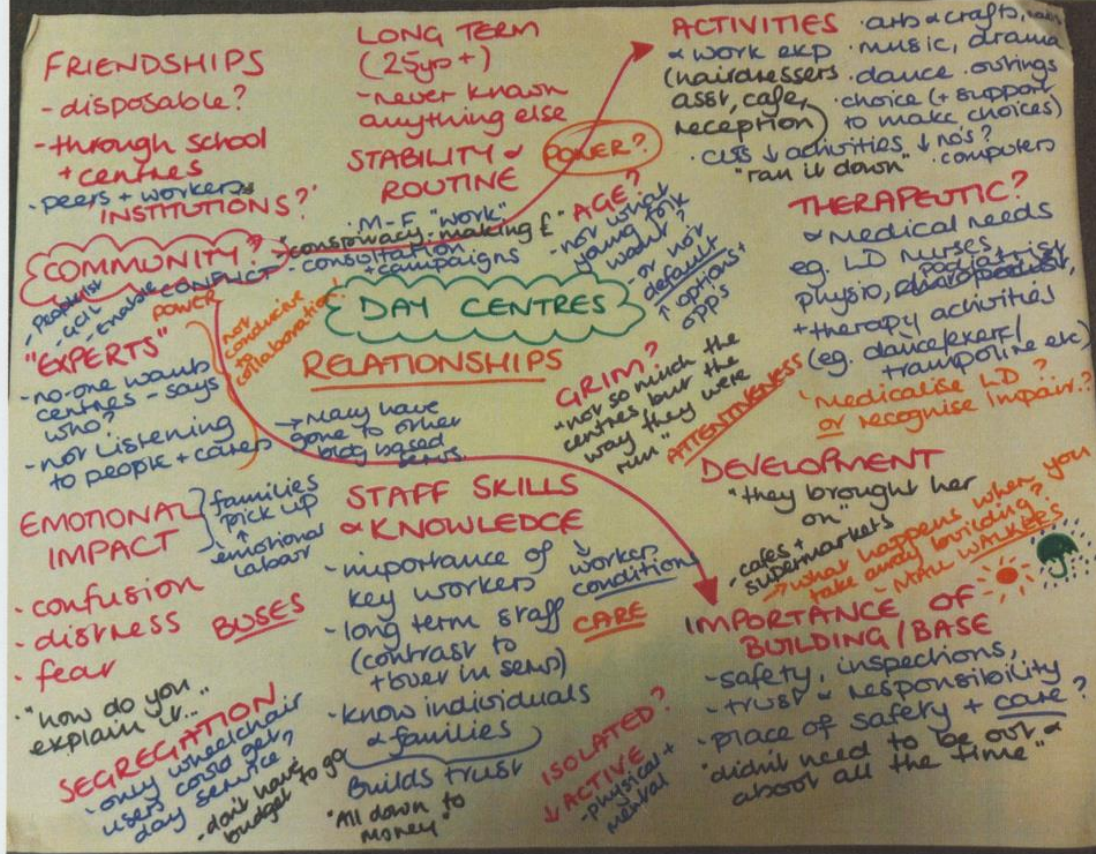 FRIENDSHIPS
- disposable?
- through school
+ centres
- peers + workers
INSTITUTIONS?
LONG TERM
(25yrs+)
- never known
anything else
STABILITY &
ROUTINE
· M-F "work"
"conspiracy-making £"
- consultation
+ campaigns
POWER?
ACTIVITIES
& work exp
(hairdressers
asst, cafe,
reception)
· arts & crafts,
· music, drama
· dance · outings
· choice (+ support
to make choices)
· cuts ↓ activities ↓ no's?
"ran it down"
· computers
COMMUNITY?
- People 1st
- GCIL
- Enable
CONFLICT
POWER
not
conducive
to
collaboration!
AGE?
- not what
young folk
want?
- or not
default
↑ options +
opp's
THERAPEUTIC?
& medical needs
eg. LD nurses,
physio, podiatrist,
+ therapy activities
(eg. dance/exerc/
trampoline etc)
· Medicalise LD?
or recognise impair.?
DAY CENTRES
RELATIONSHIPS
"EXPERTS"
- no-one wants
centres - says
who?
- not listening
to people + carers
→ Many have
gone to other
bldg based
servs.
GRIM?
"not so much the
centres but the
way they were
run"
ATTENTIVENESS
DEVELOPMENT
"they brought her
on"
- cafes +
supermarkets
→ what happens when you
take away building?
- MALL WALKERS
EMOTIONAL
IMPACT
families
pick up
↑
emotional
labour
· confusion
- distress
- fear
BUSES
· "how do you
explain it..."
STAFF SKILLS
& KNOWLEDGE
- importance of
key workers
→ worker
conditions
- long term staff
(contrast to
t/over in servs)
CARE
- know individuals
& families
Builds trust
"All down to
money"
SEGREGATION
- only wheelchair
users could get
day service?
- don't have
budget to go
ISOLATED?
↓ ACTIVE
- physical +
mental
IMPORTANCE OF
BUILDING/BASE
- safety, inspections,
- trust & responsibility
· place of safety + care?
"didn't need to be out &
about all the time"